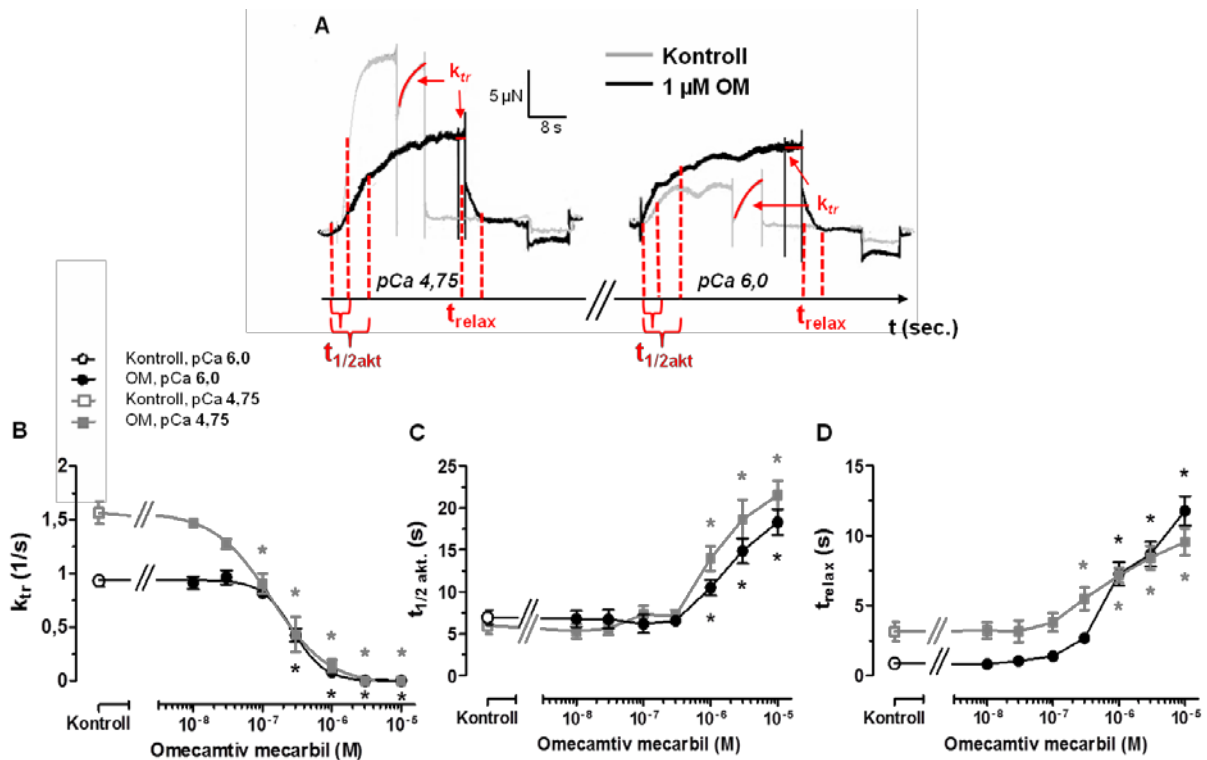 A
Kontroll
1 µM OM
k_tr
5 µN
8 s
k_tr
pCa 4,75
pCa 6,0
t_relax
t_relax
t (sec.)
t_1/2akt
t_1/2akt
Kontroll, pCa 6,0
OM, pCa 6,0
Kontroll, pCa 4,75
OM, pCa 4,75
B
k_tr (1/s)
2
1,5
1
0,5
0
* * * *
* * * *
Kontroll
10⁻⁸ 10⁻⁷ 10⁻⁶ 10⁻⁵
Omecamtiv mecarbil (M)
C
t_1/2 akt. (s)
25
20
15
10
5
0
* * *
* * *
Kontroll
10⁻⁸ 10⁻⁷ 10⁻⁶ 10⁻⁵
Omecamtiv mecarbil (M)
D
t_relax (s)
15
10
5
0
* * * *
* * *
Kontroll
10⁻⁸ 10⁻⁷ 10⁻⁶ 10⁻⁵
Omecamtiv mecarbil (M)